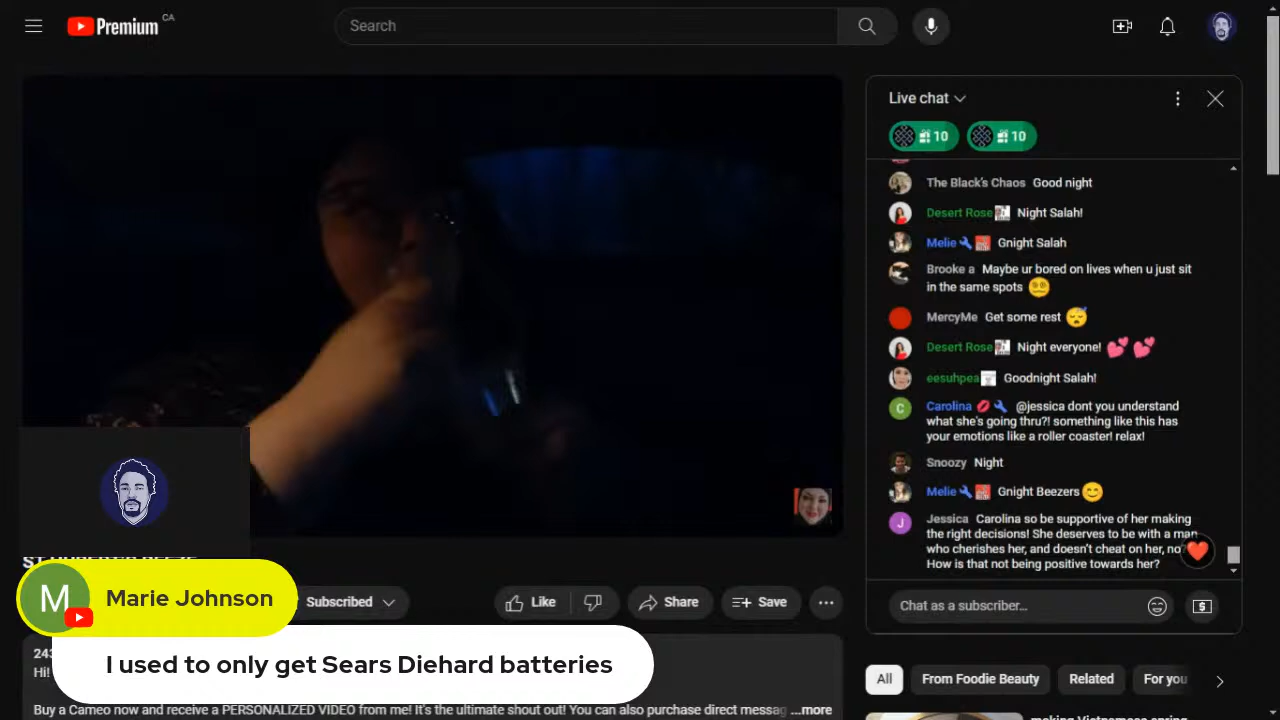 Premium CA
Search
Live chat
10
10
The Black's Chaos Good night
Desert Rose Night Salah!
Melie Gnight Salah
Brooke a Maybe ur bored on lives when u just sit
in the same spots
MercyMe Get some rest
Desert Rose Night everyone!
eesuhpea Goodnight Salah!
C
Carolina @jessica dont you understand
what she's going thru?! something like this has
your emotions like a roller coaster! relax!
Snoozy Night
Melie Gnight Beezers
J
Jessica Carolina so be supportive of her making
the right decisions! She deserves to be with a man
who cherishes her, and doesn't cheat on her, no?
How is that not being positive towards her?
Chat as a subscriber...
M
Marie Johnson
Subscribed
Like
Share
Save
I used to only get Sears Diehard batteries
243
Hi!
Buy a Cameo now and receive a PERSONALIZED VIDEO from me! It's the ultimate shout out! You can also purchase direct messag ...more
All
From Foodie Beauty
Related
For you
making Vietnamese spring